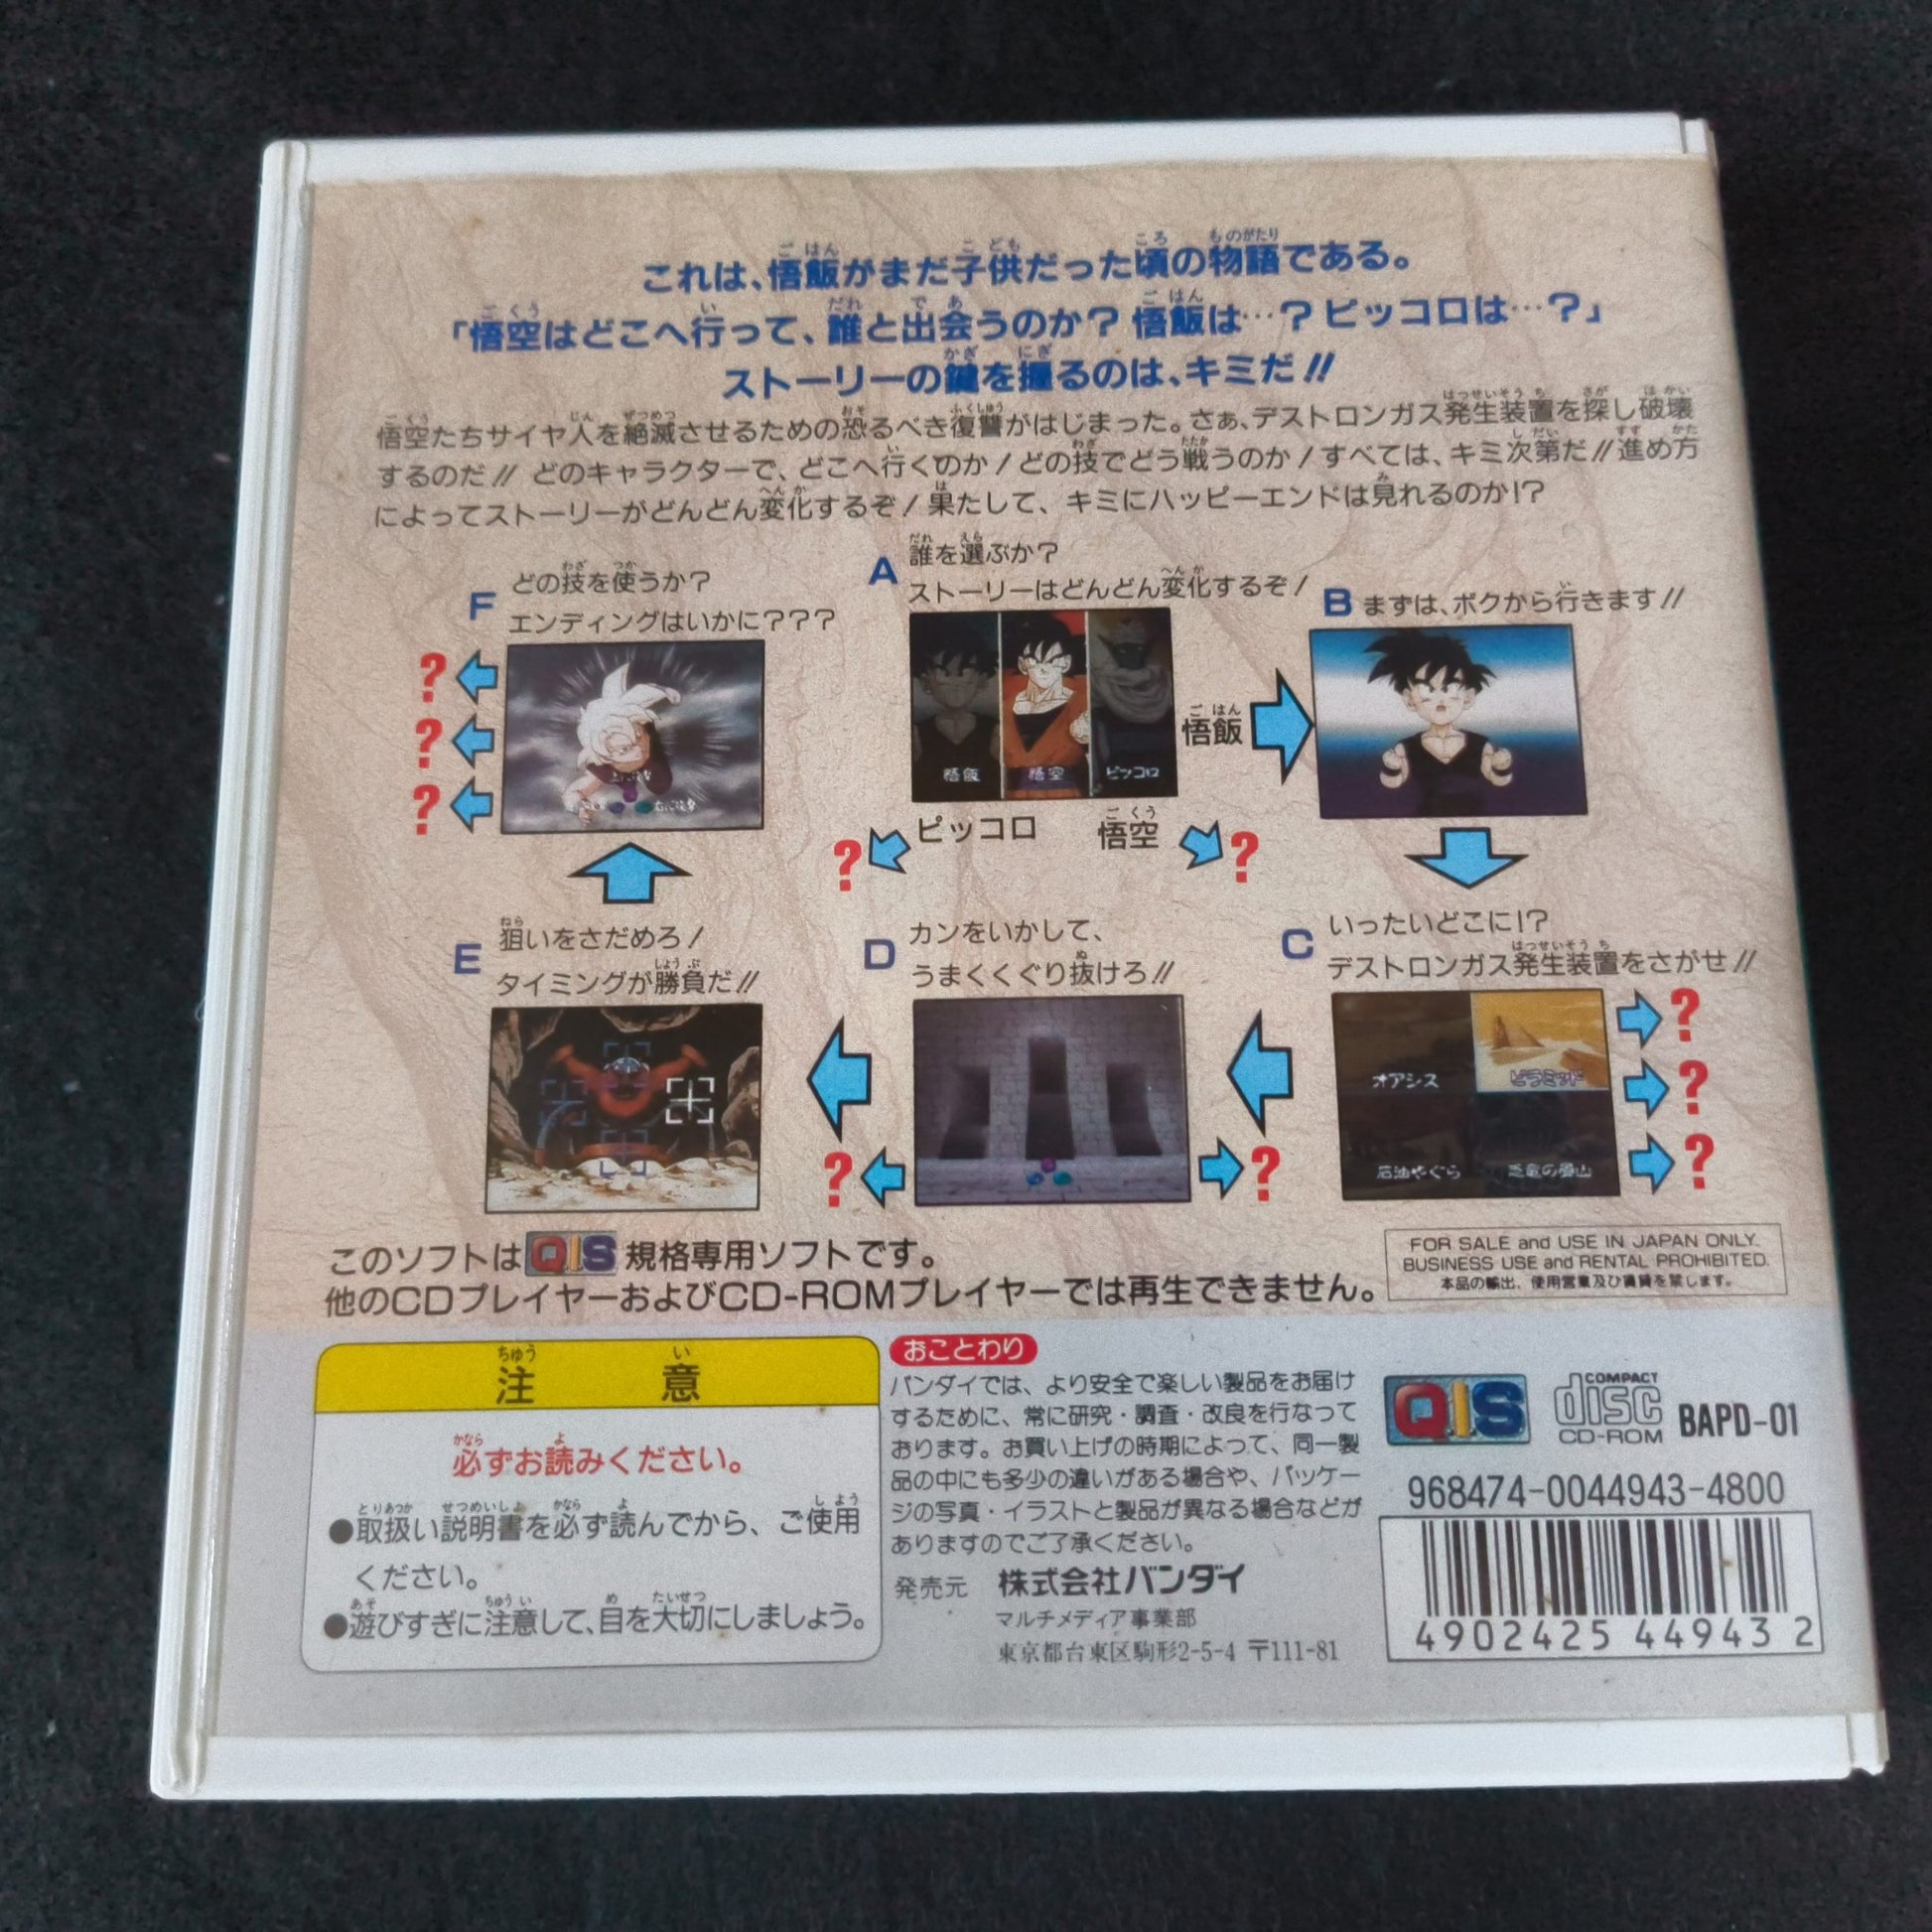 これは、悟飯がまだ子供だった頃の物語である。
「悟空はどこへ行って、誰と出会うのか？ 悟飯は…？ ピッコロは…？」
ストーリーの鍵を握るのは、キミだ!!
悟空たちサイヤ人を絶滅させるための恐るべき復讐がはじまった。さぁ、デストロンガス発生装置を探し破壊
するのだ!! どのキャラクターで、どこへ行くのか！どの技でどう戦うのか！すべては、キミ次第だ!!進め方
によってストーリーがどんどん変化するぞ！果たして、キミにハッピーエンドは見れるのか!?
A 誰を選ぶか？
ストーリーはどんどん変化するぞ！
悟飯
悟空
ピッコロ
悟飯
ピッコロ
悟空
?
?
B まずは、ボクから行きます!!
C いったいどこに!?
デストロンガス発生装置をさがせ!!
オアシス
ピラミッド
石油やぐら
?
?
?
D カンをいかして、
うまくくぐり抜けろ!!
?
?
E 狙いをさだめろ！
タイミングが勝負だ!!
F どの技を使うか？
エンディングはいかに？？？
?
?
?
このソフトはQIS規格専用ソフトです。
他のCDプレイヤーおよびCD-ROMプレイヤーでは再生できません。
FOR SALE and USE IN JAPAN ONLY.
BUSINESS USE and RENTAL PROHIBITED.
本品の輸出、使用営業及び賃貸を禁じます。
注意
必ずお読みください。
●取扱い説明書を必ず読んでから、ご使用
ください。
●遊びすぎに注意して、目を大切にしましょう。
おことわり
バンダイでは、より安全で楽しい製品をお届け
するために、常に研究・調査・改良を行なって
おります。お買い上げの時期によって、同一製
品の中にも多少の違いがある場合や、パッケー
ジの写真・イラストと製品が異なる場合などが
ありますのでご了承ください。
発売元 株式会社バンダイ
マルチメディア事業部
東京都台東区駒形2-5-4 〒111-81
QIS
COMPACT
disc
CD-ROM
BAPD-01
968474-0044943-4800
4902425 44943 2